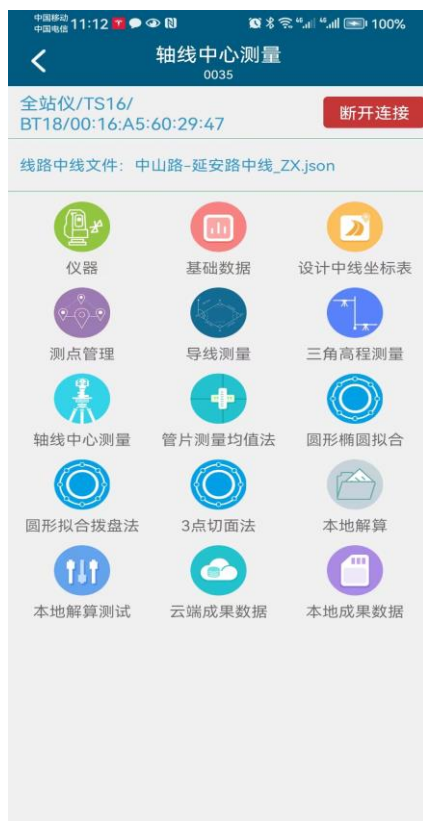 中国移动
中国电信 11:12 46 46 100%
轴线中心测量
0035
全站仪/TS16/
BT18/00:16:A5:60:29:47
断开连接
线路中线文件: 中山路-延安路中线_ZX.json
仪器 基础数据 设计中线坐标表
测点管理 导线测量 三角高程测量
轴线中心测量 管片测量均值法 圆形椭圆拟合
圆形拟合拨盘法 3点切面法 本地解算
本地解算测试 云端成果数据 本地成果数据